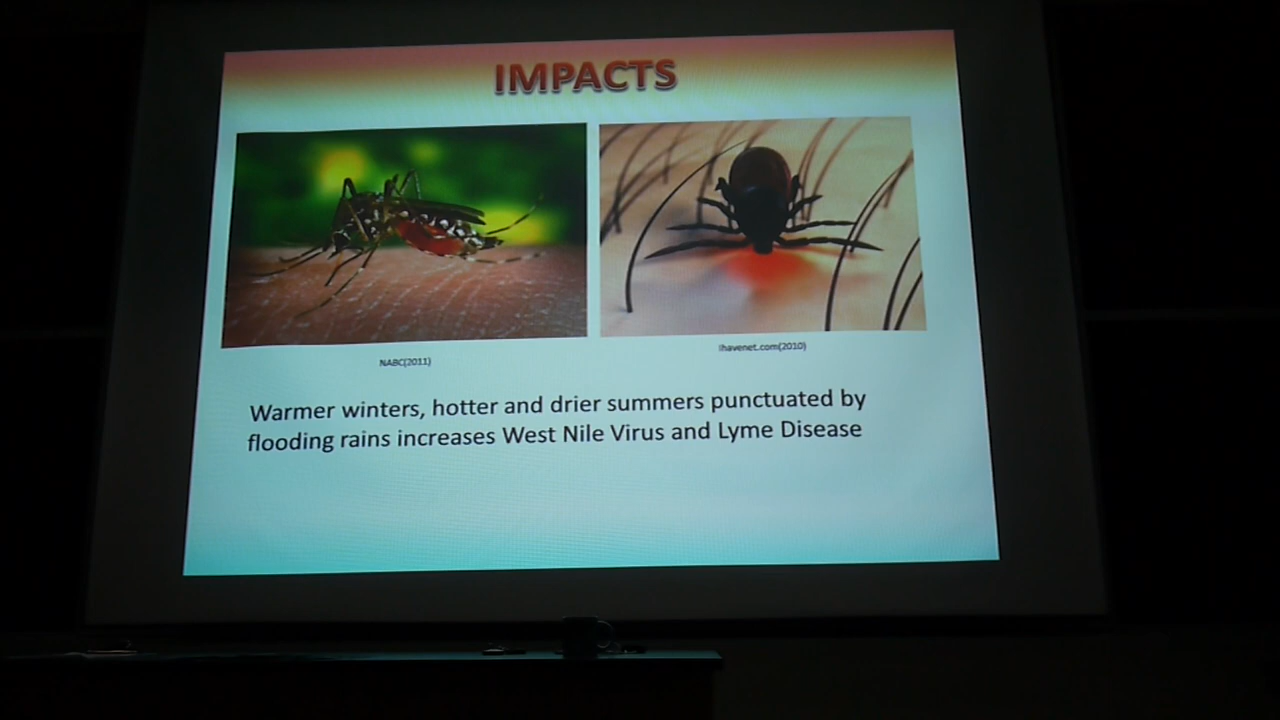 IMPACTS
NABC(2011)
Ihavenet.com(2010)
Warmer winters, hotter and drier summers punctuated by
flooding rains increases West Nile Virus and Lyme Disease